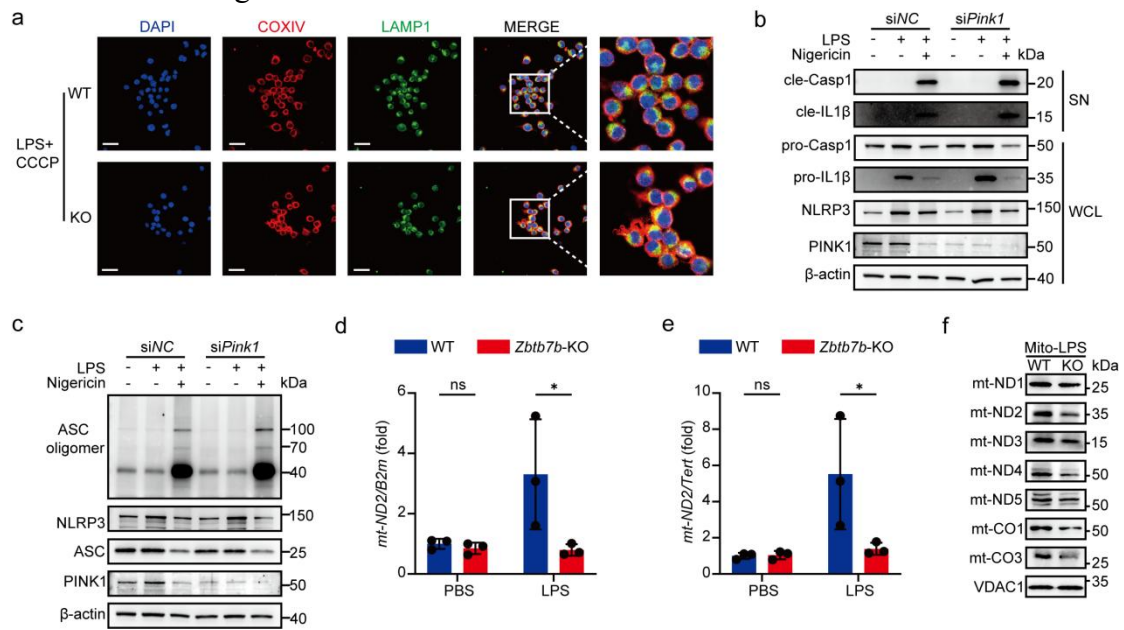 a
DAPI COXIV LAMP1 MERGE
LPS+
CCCP
WT
KO
b
siNC siPink1
LPS - + + - + +
Nigericin + + kDa
cle-Casp1 20
cle-IL1β 15
SN
pro-Casp1 50
pro-IL1β 35
NLRP3 150
PINK1 50
β-actin 40
WCL
c
siNC siPink1
LPS - + + - + +
Nigericin - - + - - + kDa
ASC
oligomer
100
70
40
NLRP3 150
ASC 25
PINK1 50
β-actin 40
d
WT Zbtb7b-KO
ns *
mt-ND2/B2m (fold)
6
4
2
0
PBS LPS
e
WT Zbtb7b-KO
ns *
mt-ND2/Tert (fold)
10
8
6
4
2
0
PBS LPS
f
Mito-LPS
WT KO kDa
mt-ND1 25
mt-ND2 35
mt-ND3 15
mt-ND4 50
mt-ND5 50
mt-CO1 50
mt-CO3 25
VDAC1 35